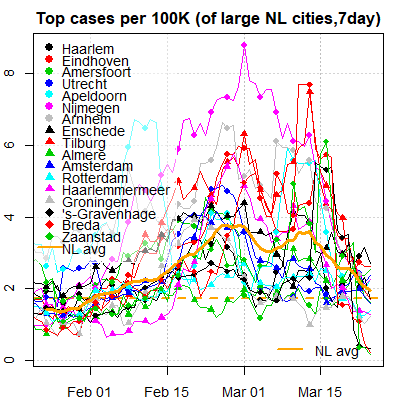 Top cases per 100K (of large NL cities,7day)
8
6
4
2
0
Haarlem
Eindhoven
Amersfoort
Utrecht
Apeldoorn
Nijmegen
Arnhem
Enschede
Tilburg
Almere
Amsterdam
Rotterdam
Haarlemmermeer
Groningen
's-Gravenhage
Breda
Zaanstad
NL avg
NL avg
Feb 01 Feb 15 Mar 01 Mar 15